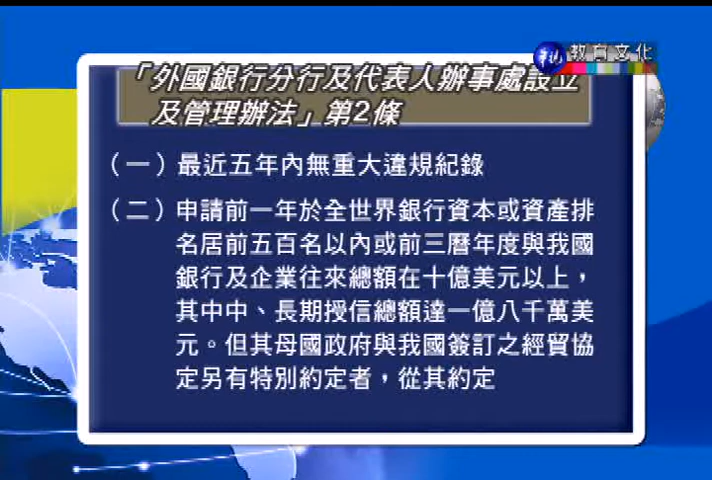 華視 教育文化
「外國銀行分行及代表人辦事處設立
及管理辦法」第2條
（一）最近五年內無重大違規紀錄
（二）申請前一年於全世界銀行資本或資產排
名居前五百名以內或前三曆年度與我國
銀行及企業往來總額在十億美元以上，
其中中、長期授信總額達一億八千萬美
元。但其母國政府與我國簽訂之經貿協
定另有特別約定者，從其約定